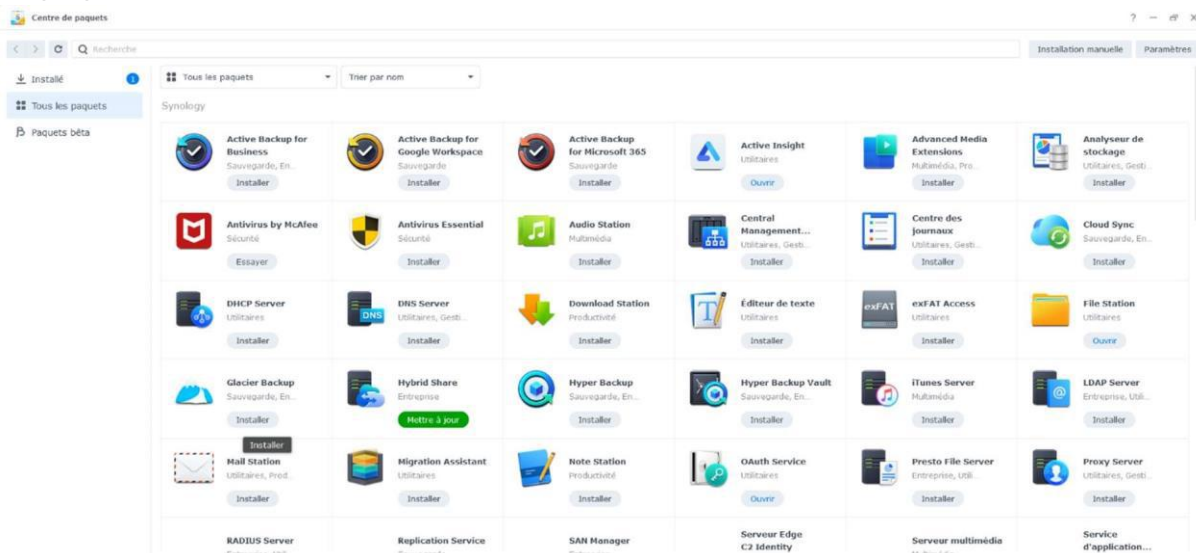 Centre de paquets
Recherche
Installation manuelle
Paramètres
Installé
1
Tous les paquets
Paquets bêta
Tous les paquets
Trier par nom
Synology
Active Backup for
Business
Sauvegarde, En...
Installer
Active Backup for
Google Workspace
Sauvegarde
Installer
Active Backup
for Microsoft 365
Sauvegarde
Installer
Active Insight
Utilitaires
Ouvrir
Advanced Media
Extensions
Multimédia, Pro...
Installer
Analyseur de
stockage
Utilitaires, Gesti...
Installer
Antivirus by McAfee
Sécurité
Essayer
Antivirus Essential
Sécurité
Installer
Audio Station
Multimédia
Installer
Central
Management...
Utilitaires, Gesti...
Installer
Centre des
journaux
Utilitaires, Gesti...
Installer
Cloud Sync
Sauvegarde, En...
Installer
DHCP Server
Utilitaires
Installer
DNS
DNS Server
Utilitaires, Gesti...
Installer
Download Station
Productivité
Installer
Éditeur de texte
Utilitaires
Installer
exFAT
exFAT Access
Utilitaires
Installer
File Station
Utilitaires
Ouvrir
Glacier Backup
Sauvegarde, En...
Installer
Hybrid Share
Entreprise
Mettre à jour
Hyper Backup
Sauvegarde, En...
Installer
Hyper Backup Vault
Sauvegarde, En...
Installer
iTunes Server
Multimédia
Installer
LDAP Server
Entreprise, Utili...
Installer
Installer
Mail Station
Utilitaires, Prod...
Installer
Migration Assistant
Utilitaires
Installer
Note Station
Productivité
Installer
OAuth Service
Utilitaires
Ouvrir
Presto File Server
Entreprise, Utili...
Installer
Proxy Server
Utilitaires, Gesti...
Installer
RADIUS Server
Replication Service
SAN Manager
Serveur Edge
C2 Identity
Serveur multimédia
Service
d'application...